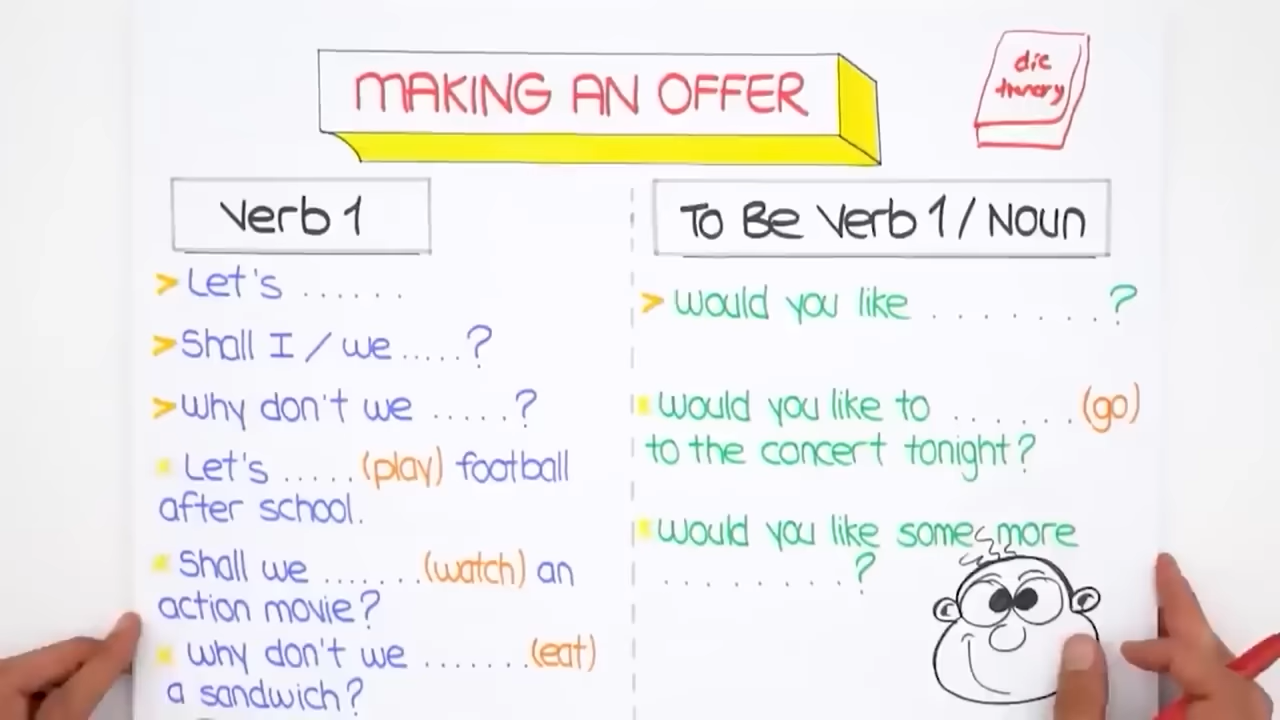 MAKING AN OFFER
dic
Verb 1
To Be Verb 1 / Noun
> Let's ......
> Shall I / we .....?
> Why don't we .....?
Let's ..... (play) football
after school.
Shall we ....... (watch) an
action movie?
Why don't we ....... (eat)
a sandwich?
> Would you like ........?
Would you like to ....... (go)
to the concert tonight?
Would you like some more
.........?